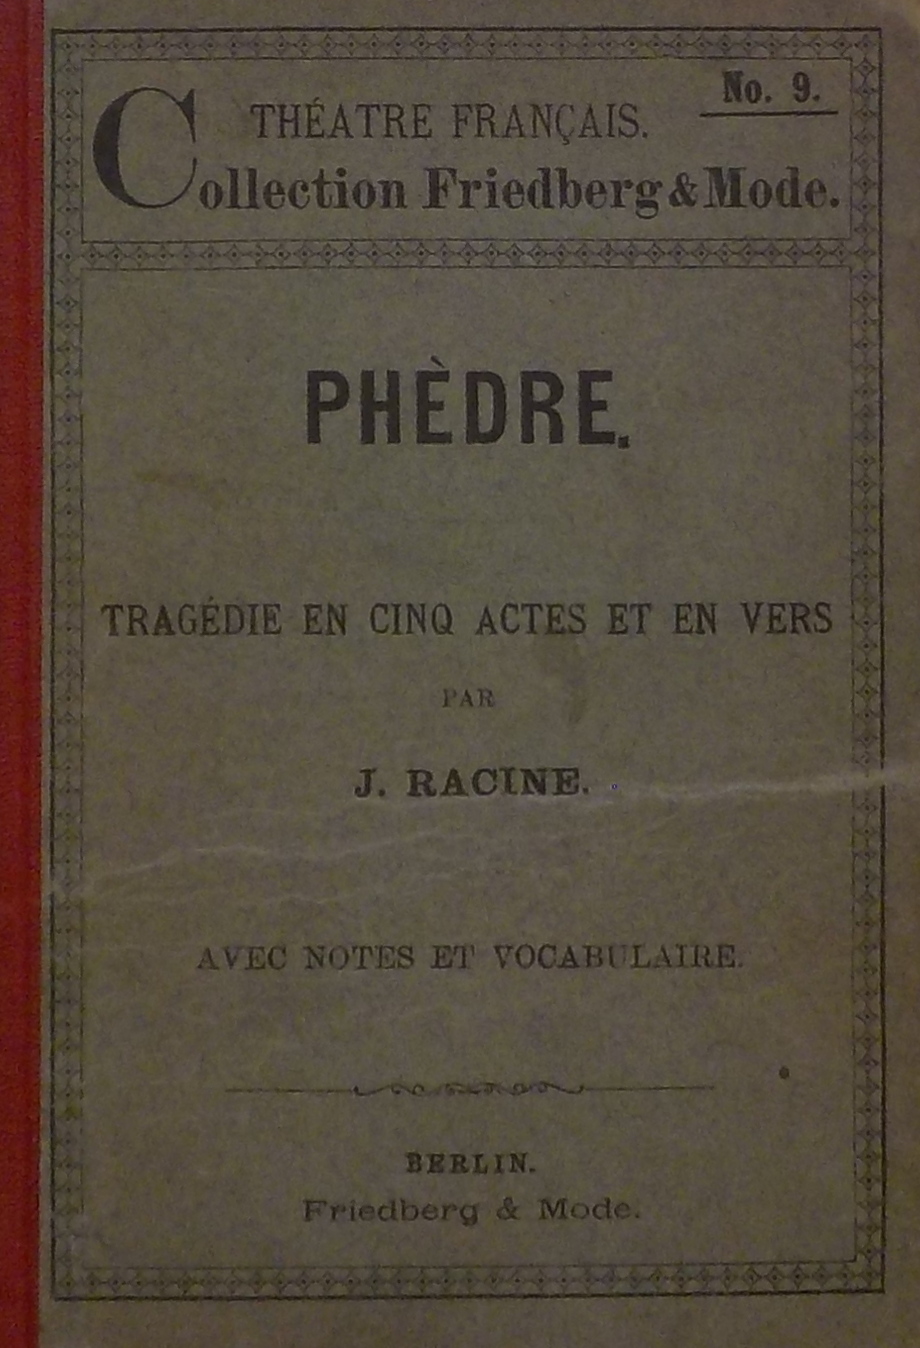 No. 9.
THÉATRE FRANÇAIS.
Collection Friedberg & Mode.
PHÈDRE.
TRAGÉDIE EN CINQ ACTES ET EN VERS
PAR
J. RACINE.
AVEC NOTES ET VOCABULAIRE.
BERLIN.
Friedberg & Mode.